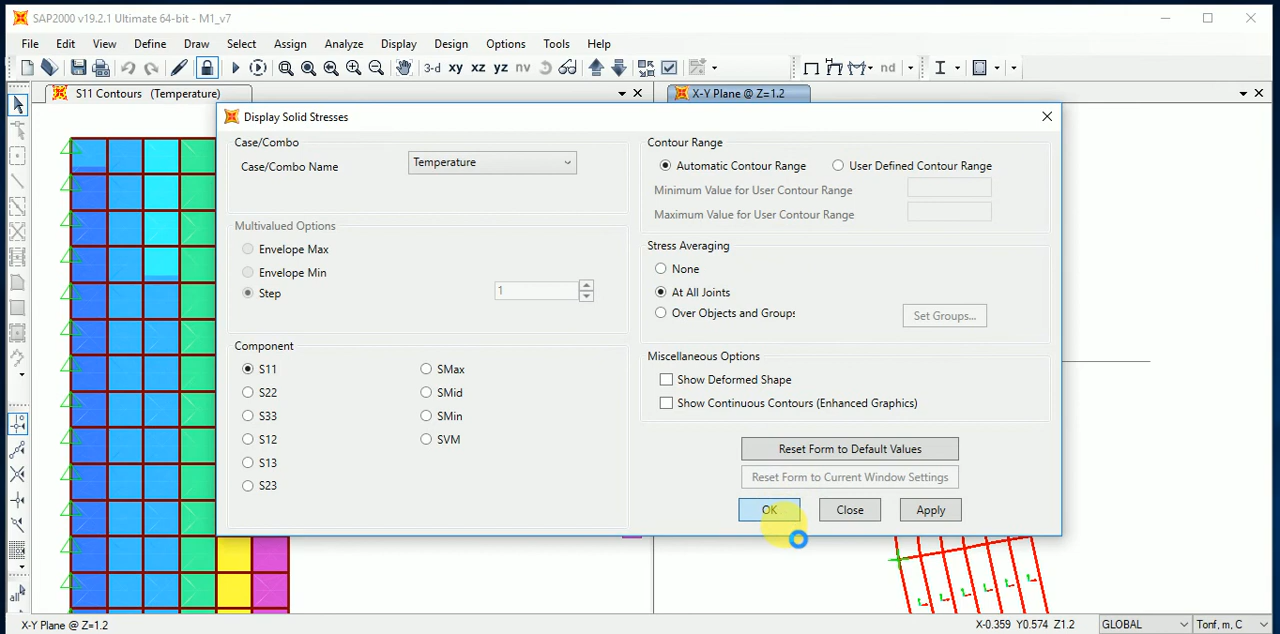 SAP2000 v19.2.1 Ultimate 64-bit - M1_v7
File Edit View Define Draw Select Assign Analyze Display Design Options Tools Help
3-d xy xz yz nv nd
S11 Contours (Temperature)
X-Y Plane @ Z=1.2
Display Solid Stresses
Case/Combo
Case/Combo Name Temperature
Multivalued Options
Envelope Max
Envelope Min
Step 1
Component
S11 SMax
S22 SMid
S33 SMin
S12 SVM
S13
S23
Contour Range
Automatic Contour Range User Defined Contour Range
Minimum Value for User Contour Range
Maximum Value for User Contour Range
Stress Averaging
None
At All Joints
Over Objects and Groups
Set Groups...
Miscellaneous Options
Show Deformed Shape
Show Continuous Contours (Enhanced Graphics)
Reset Form to Default Values
Reset Form to Current Window Settings
OK Close Apply
all
X-Y Plane @ Z=1.2 X-0.359 Y0.574 Z1.2 GLOBAL Tonf, m, C